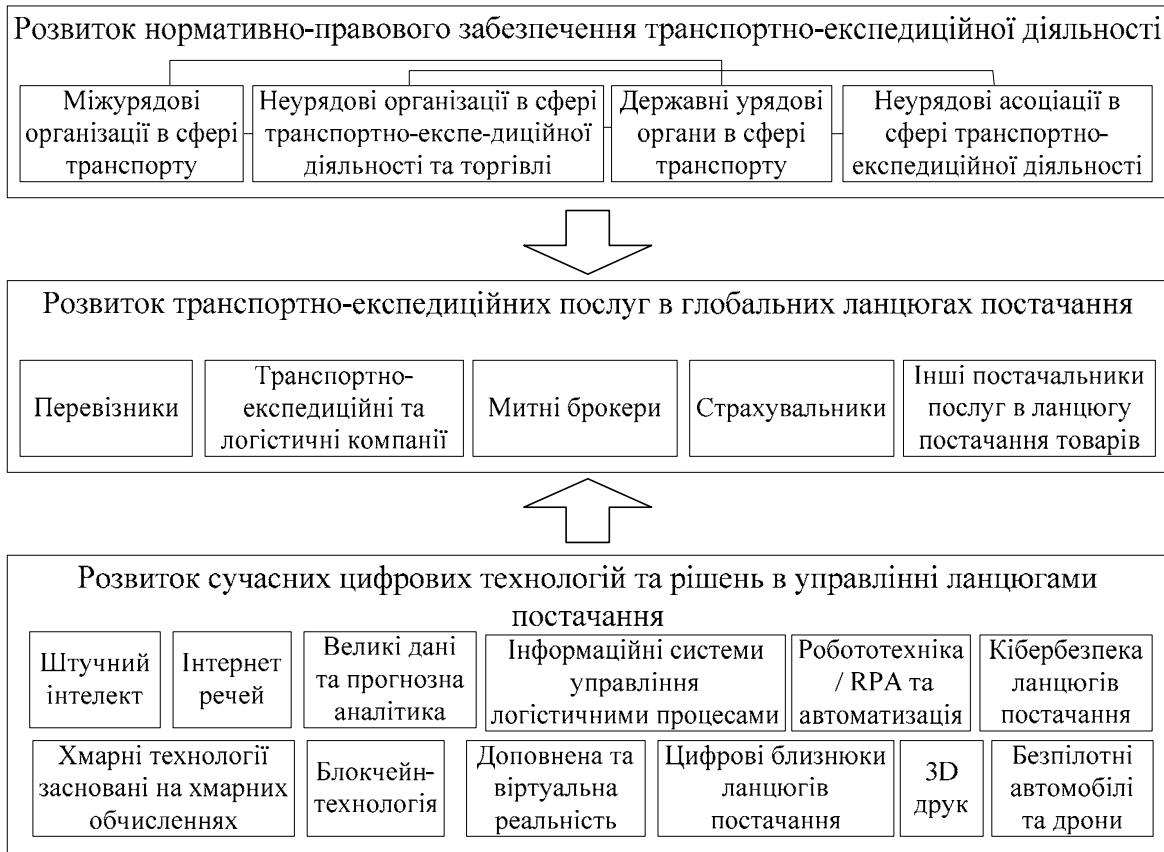 Розвиток нормативно-правового забезпечення транспортно-експедиційної діяльності
Міжурядові
організації в сфері
транспорту
Неурядові організації в сфері
транспортно-експе-диційної
діяльності та торгівлі
Державні урядові
органи в сфері
транспорту
Неурядові асоціації в
сфері транспортно-
експедиційної діяльності
Розвиток транспортно-експедиційних послуг в глобальних ланцюгах постачання
Перевізники
Транспортно-
експедиційні та
логістичні компанії
Митні брокери
Страхувальники
Інші постачальники
послуг в ланцюгу
постачання товарів
Розвиток сучасних цифрових технологій та рішень в управлінні ланцюгами
постачання
Штучний
інтелект
Інтернет
речей
Великі дані
та прогнозна
аналітика
Інформаційні системи
управління
логістичними процесами
Робототехніка
/ RPA та
автоматизація
Кібербезпека
ланцюгів
постачання
Хмарні технології
засновані на хмарних
обчисленнях
Блокчейн-
технологія
Доповнена та
віртуальна
реальність
Цифрові близнюки
ланцюгів
постачання
3D
друк
Безпілотні
автомобілі
та дрони